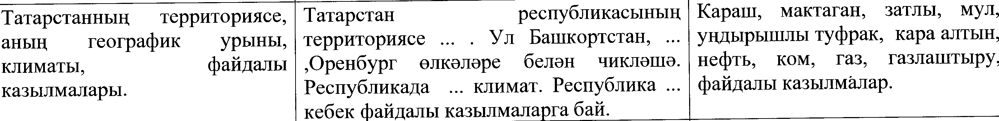 Татарстанның территориясе,
аның географик урыны,
климаты, файдалы
казылмалары.
Татарстан республикасының
территориясе ... . Ул Башкортстан, ...
,Оренбург өлкәләре белән чикләшә.
Республикада ... климат. Республика ...
кебек файдалы казылмаларга бай.
Караш, мактаган, затлы, мул,
уңдырышлы туфрак, кара алтын,
нефть, ком, газ, газлаштыру,
файдалы казылмалар.